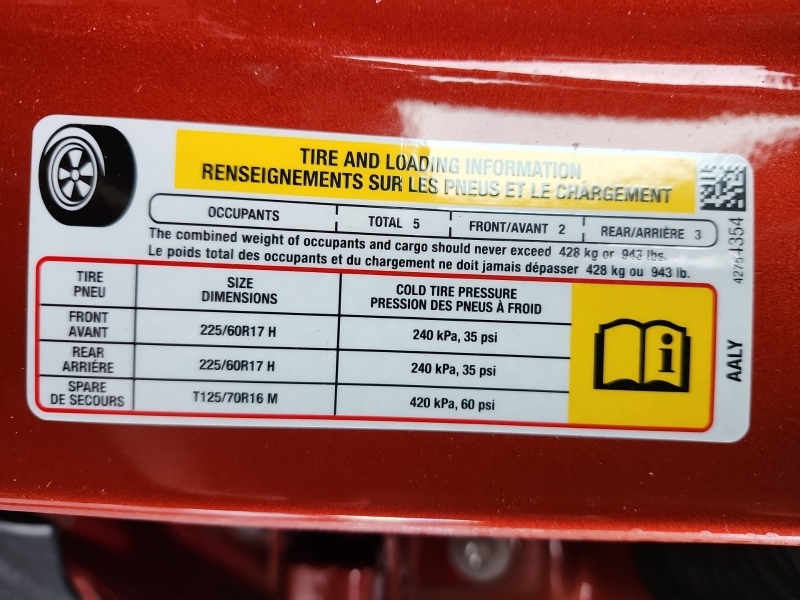 TIRE AND LOADING INFORMATION
RENSEIGNEMENTS SUR LES PNEUS ET LE CHARGEMENT
OCCUPANTS TOTAL 5 FRONT/AVANT 2 REAR/ARRIÈRE 3
The combined weight of occupants and cargo should never exceed 428 kg or 943 lbs.
Le poids total des occupants et du chargement ne doit jamais dépasser 428 kg ou 943 lb.
TIRE SIZE COLD TIRE PRESSURE
PNEU DIMENSIONS PRESSION DES PNEUS À FROID
FRONT
AVANT 225/60R17 H 240 kPa, 35 psi
REAR
ARRIÈRE 225/60R17 H 240 kPa, 35 psi
SPARE
DE SECOURS T125/70R16 M 420 kPa, 60 psi
i
42754354
AALY